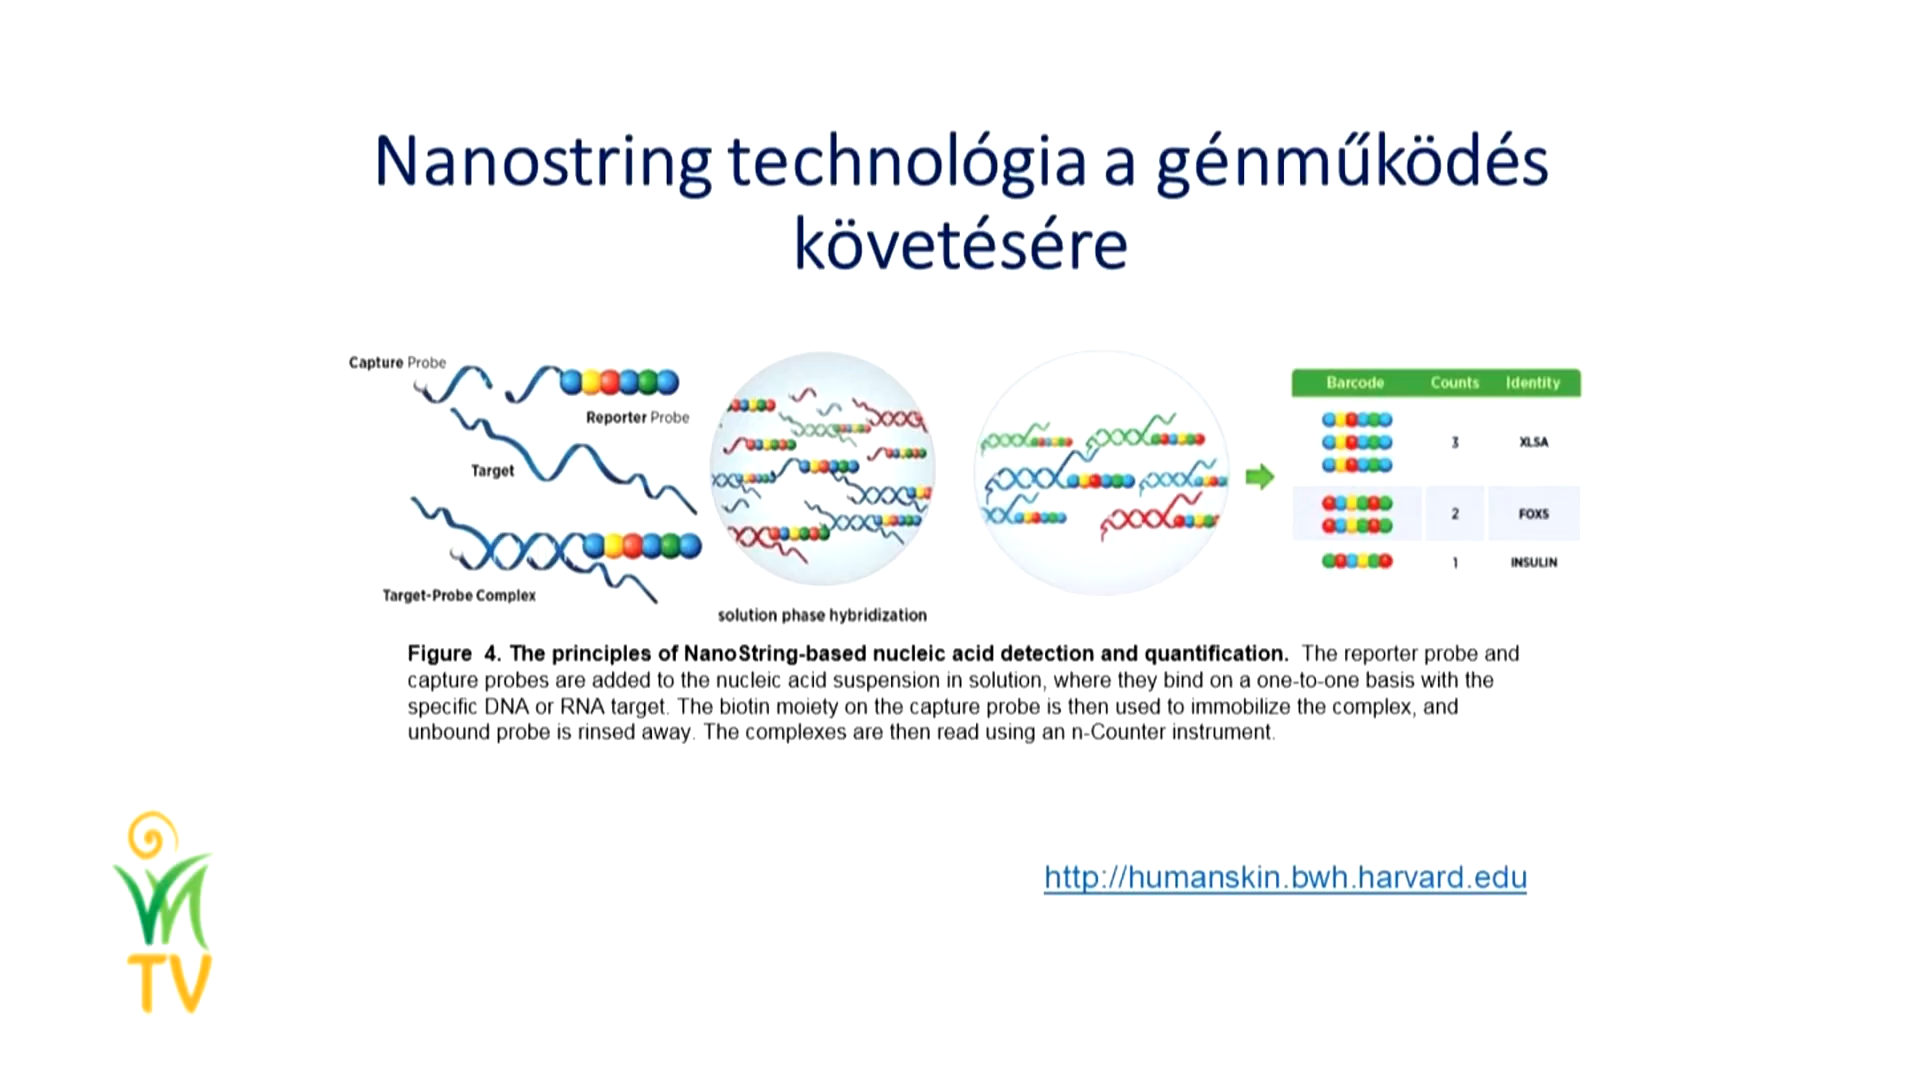 Nanostring technológia a génműködés
követésére
Capture Probe
Reporter Probe
Target
Target-Probe Complex
solution phase hybridization
Barcode Counts Identity
3 XLSA
2 FOXS
1 INSULIN
Figure 4. The principles of NanoString-based nucleic acid detection and quantification. The reporter probe and
capture probes are added to the nucleic acid suspension in solution, where they bind on a one-to-one basis with the
specific DNA or RNA target. The biotin moiety on the capture probe is then used to immobilize the complex, and
unbound probe is rinsed away. The complexes are then read using an n-Counter instrument.
http://humanskin.bwh.harvard.edu
TV